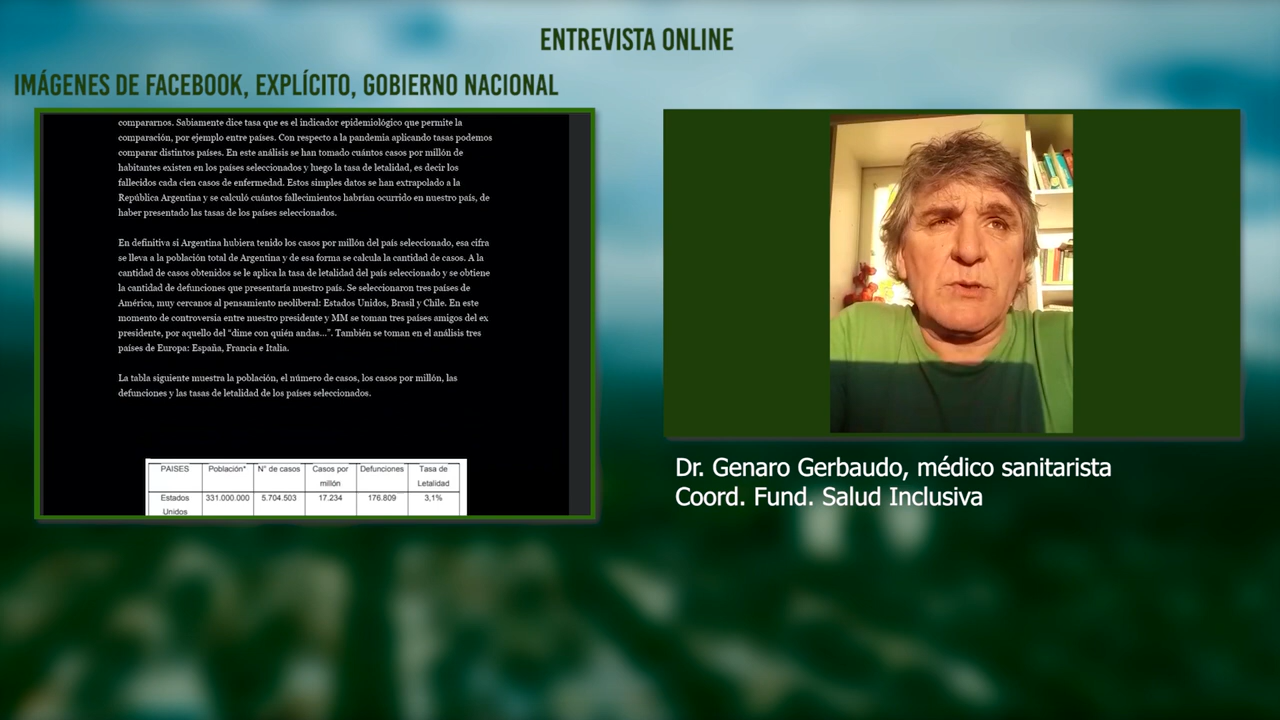 ENTREVISTA ONLINE
IMÁGENES DE FACEBOOK, EXPLÍCITO, GOBIERNO NACIONAL
compararnos. Sabiamente dice tasa que es el indicador epidemiológico que permite la
comparación, por ejemplo entre países. Con respecto a la pandemia aplicando tasas podemos
comparar distintos países. En este análisis se han tomado cuántos casos por millón de
habitantes existen en los países seleccionados y luego la tasa de letalidad, es decir los
fallecidos cada cien casos de enfermedad. Estos simples datos se han extrapolado a la
República Argentina y se calculó cuántos fallecimientos habrían ocurrido en nuestro país, de
haber presentado las tasas de los países seleccionados.
En definitiva si Argentina hubiera tenido los casos por millón del país seleccionado, esa cifra
se lleva a la población total de Argentina y de esa forma se calcula la cantidad de casos. A la
cantidad de casos obtenidos se le aplica la tasa de letalidad del país seleccionado y se obtiene
la cantidad de defunciones que presentaría nuestro país. Se seleccionaron tres países de
América, muy cercanos al pensamiento neoliberal: Estados Unidos, Brasil y Chile. En este
momento de controversia entre nuestro presidente y MM se toman tres países amigos del ex
presidente, por aquello del “dime con quién andas...”. También se toman en el análisis tres
países de Europa: España, Francia e Italia.
La tabla siguiente muestra la población, el número de casos, los casos por millón, las
defunciones y las tasas de letalidad de los países seleccionados.
PAISES Población* N° de casos Casos por millón Defunciones Tasa de Letalidad
Estados Unidos 331.000.000 5.704.503 17.234 176.809 3,1%
Dr. Genaro Gerbaudo, médico sanitarista
Coord. Fund. Salud Inclusiva